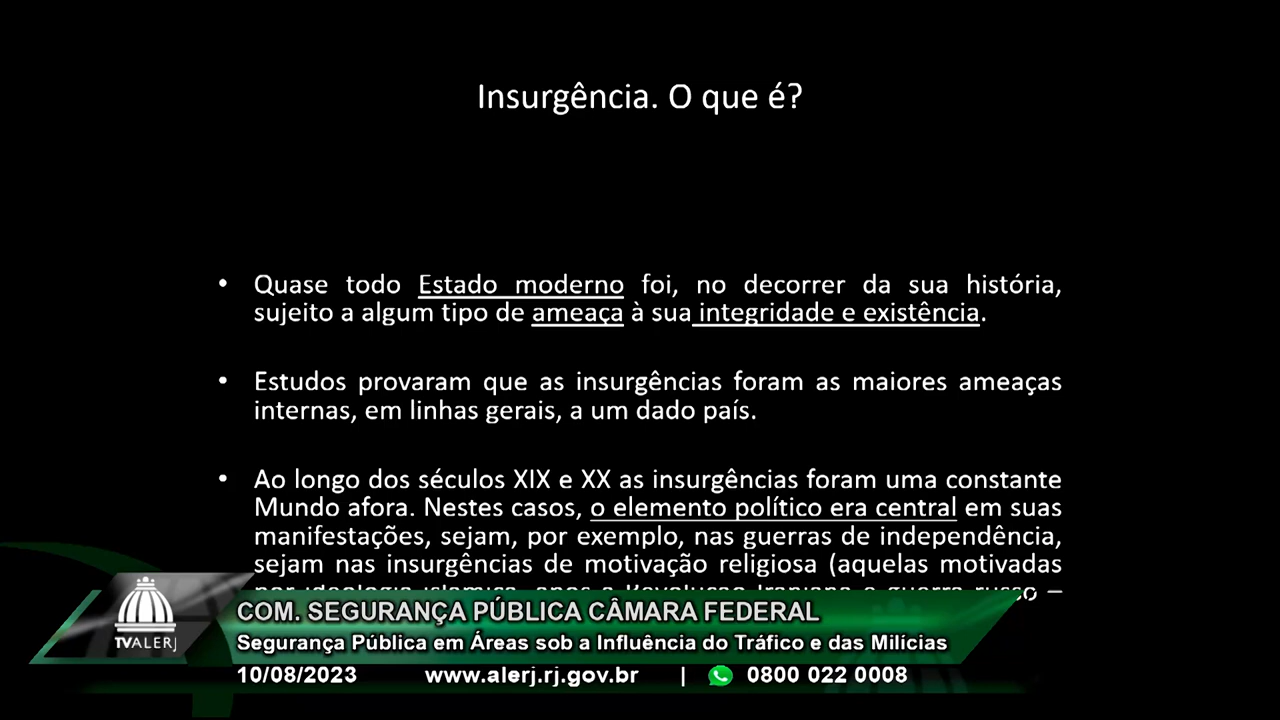 Insurgência. O que é?
• Quase todo Estado moderno foi, no decorrer da sua história,
sujeito a algum tipo de ameaça à sua integridade e existência.
• Estudos provaram que as insurgências foram as maiores ameaças
internas, em linhas gerais, a um dado país.
• Ao longo dos séculos XIX e XX as insurgências foram uma constante
Mundo afora. Nestes casos, o elemento político era central em suas
manifestações, sejam, por exemplo, nas guerras de independência,
sejam nas insurgências de motivação religiosa (aquelas motivadas
TVALERJ
COM. SEGURANÇA PÚBLICA CÂMARA FEDERAL
Segurança Pública em Áreas sob a Influência do Tráfico e das Milícias
10/08/2023 www.alerj.rj.gov.br | 0800 022 0008